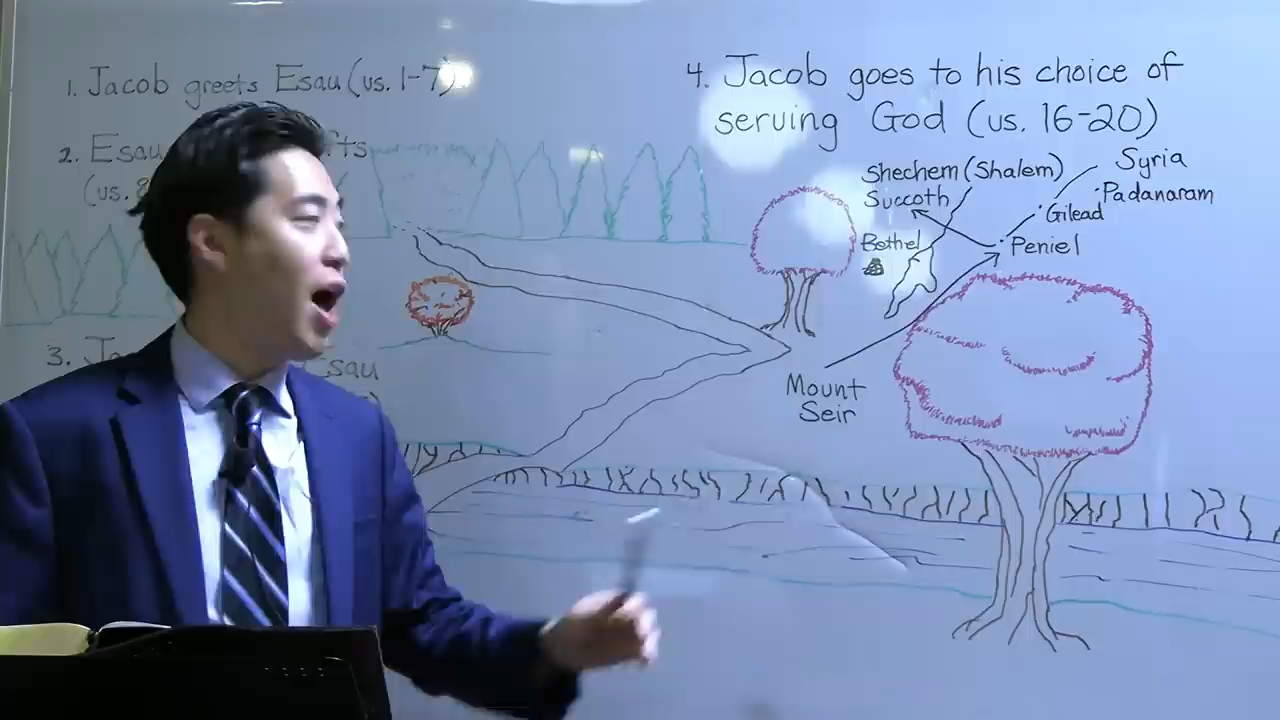 1. Jacob greets Esau (vs. 1-7)
2. Esau
(vs. 8
3. Ja
Esau
4. Jacob goes to his choice of
serving God (vs. 16-20)
Shechem (Shalem)
Syria
Succoth
Padanaram
Gilead
Bethel
Peniel
Mount
Seir